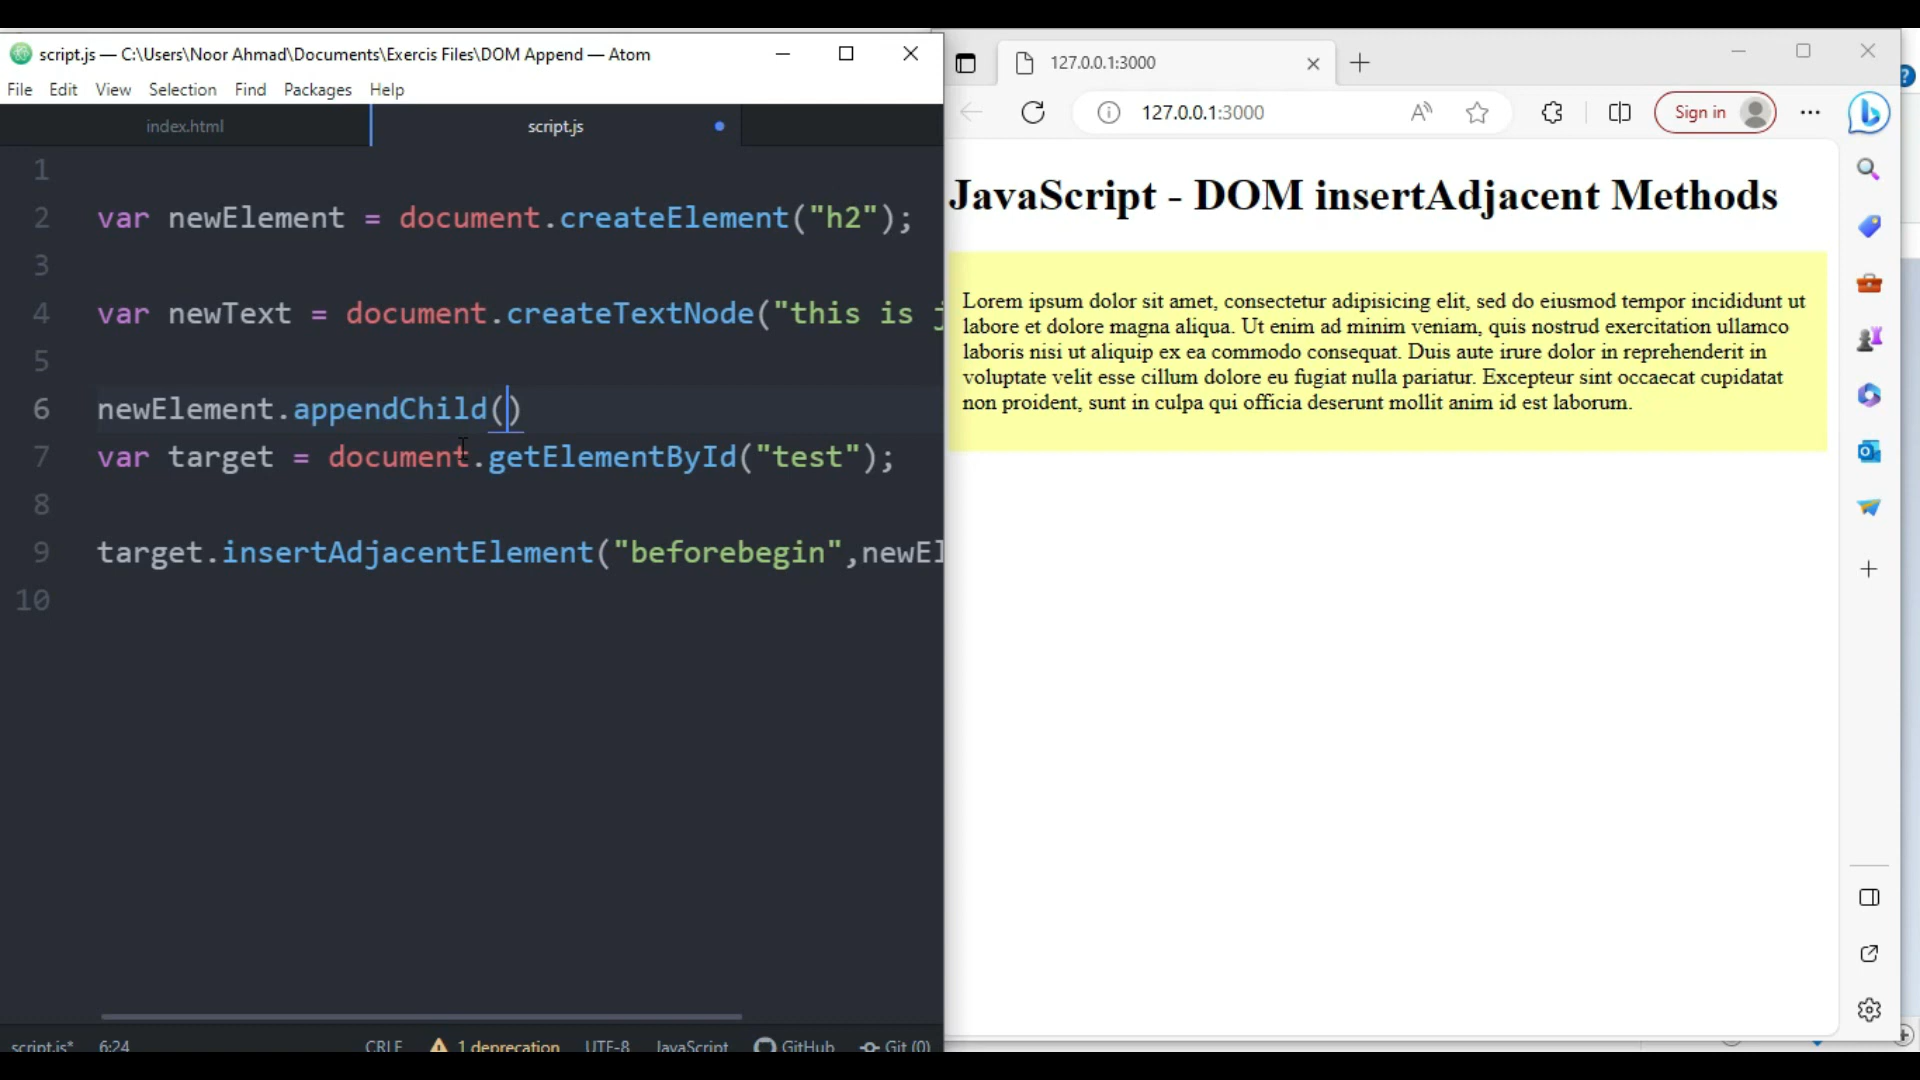 script.js — C:\Users\Noor Ahmad\Documents\Exercis Files\DOM Append — Atom
File Edit View Selection Find Packages Help
index.html
script.js
1
2 var newElement = document.createElement("h2");
3
4 var newText = document.createTextNode("this is
5
6 newElement.appendChild()
7 var target = document.getElementById("test");
8
9 target.insertAdjacentElement("beforebegin",newEl
10
script.js* 6:24 CRLF 1 deprecation UTF-8 JavaScript GitHub Git (0)
127.0.0.1:3000
127.0.0.1:3000
Sign in
JavaScript - DOM insertAdjacent Methods
Lorem ipsum dolor sit amet, consectetur adipisicing elit, sed do eiusmod tempor incididunt ut
labore et dolore magna aliqua. Ut enim ad minim veniam, quis nostrud exercitation ullamco
laboris nisi ut aliquip ex ea commodo consequat. Duis aute irure dolor in reprehenderit in
voluptate velit esse cillum dolore eu fugiat nulla pariatur. Excepteur sint occaecat cupidatat
non proident, sunt in culpa qui officia deserunt mollit anim id est laborum.